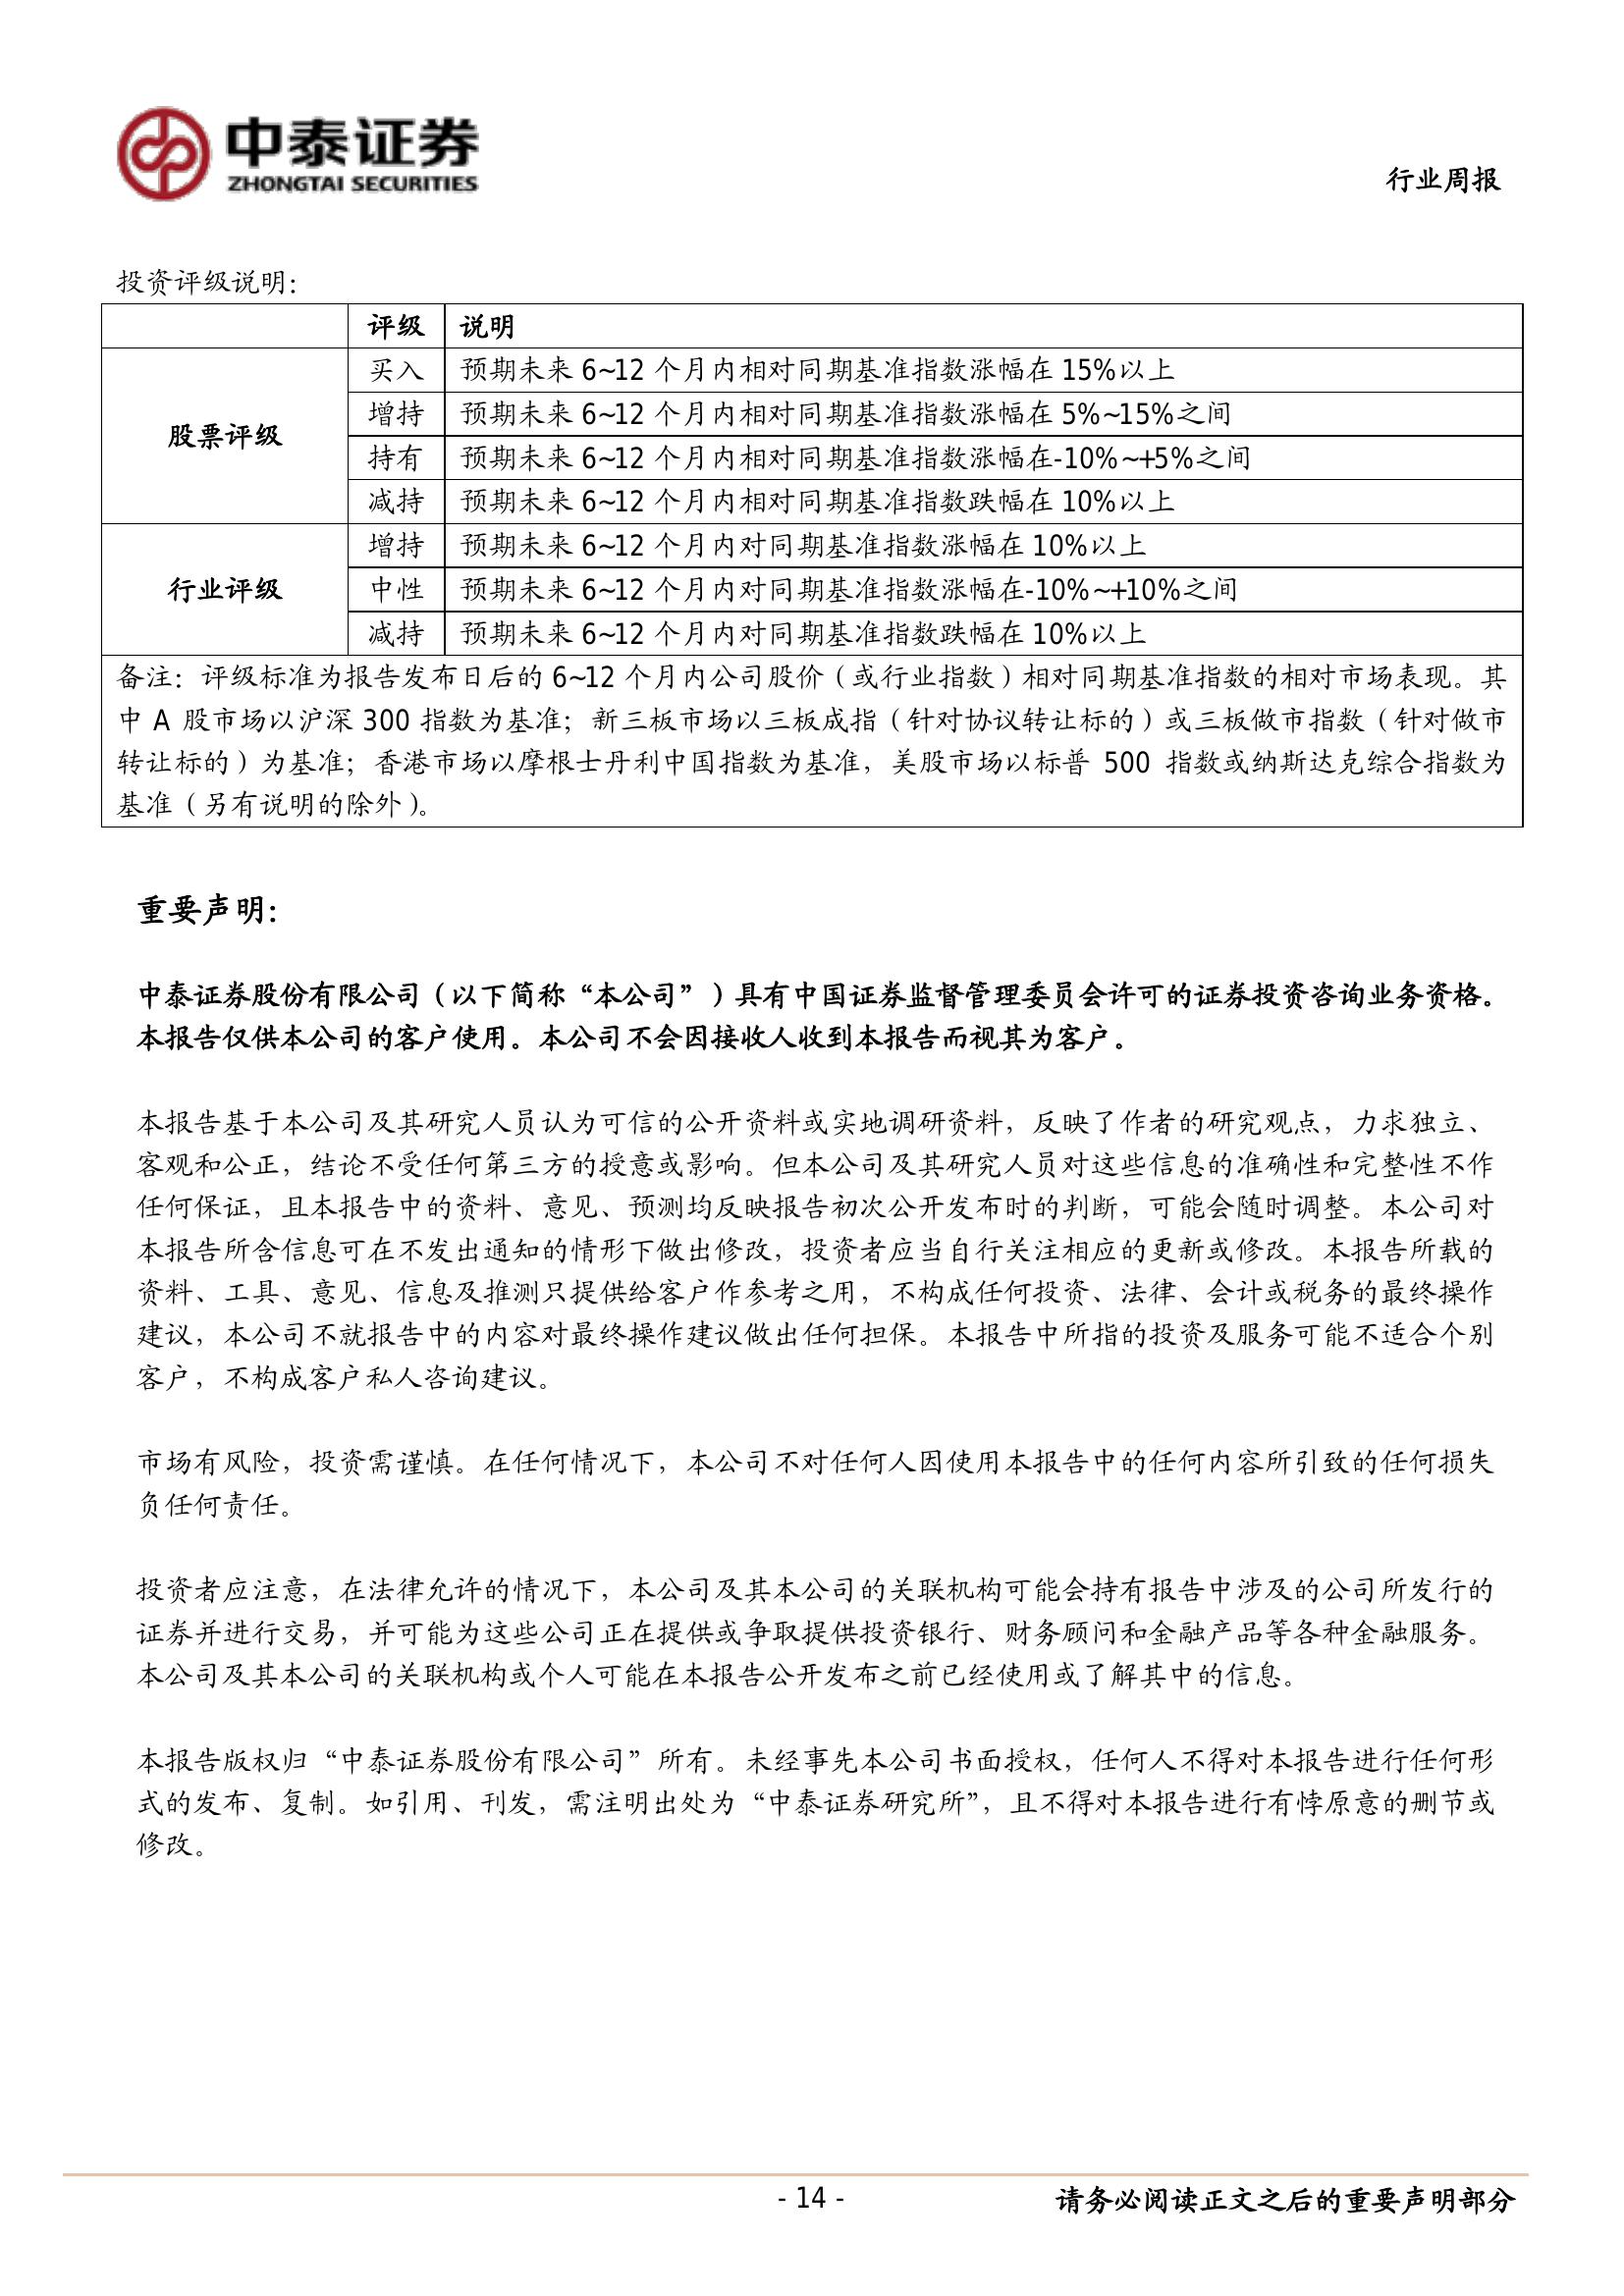 中泰证券
ZHONGTAI SECURITIES
行业周报
投资评级说明：
评级 说明
股票评级
买入 预期未来 6~12 个月内相对同期基准指数涨幅在 15%以上
增持 预期未来 6~12 个月内相对同期基准指数涨幅在 5%~15%之间
持有 预期未来 6~12 个月内相对同期基准指数涨幅在-10%~+5%之间
减持 预期未来 6~12 个月内相对同期基准指数跌幅在 10%以上
行业评级
增持 预期未来 6~12 个月内对同期基准指数涨幅在 10%以上
中性 预期未来 6~12 个月内对同期基准指数涨幅在-10%~+10%之间
减持 预期未来 6~12 个月内对同期基准指数跌幅在 10%以上
备注：评级标准为报告发布日后的 6~12 个月内公司股价（或行业指数）相对同期基准指数的相对市场表现。其
中 A 股市场以沪深 300 指数为基准；新三板市场以三板成指（针对协议转让标的）或三板做市指数（针对做市
转让标的）为基准；香港市场以摩根士丹利中国指数为基准，美股市场以标普 500 指数或纳斯达克综合指数为
基准（另有说明的除外）。
重要声明：
中泰证券股份有限公司（以下简称“本公司”）具有中国证券监督管理委员会许可的证券投资咨询业务资格。
本报告仅供本公司的客户使用。本公司不会因接收人收到本报告而视其为客户。
本报告基于本公司及其研究人员认为可信的公开资料或实地调研资料，反映了作者的研究观点，力求独立、
客观和公正，结论不受任何第三方的授意或影响。但本公司及其研究人员对这些信息的准确性和完整性不作
任何保证，且本报告中的资料、意见、预测均反映报告初次公开发布时的判断，可能会随时调整。本公司对
本报告所含信息可在不发出通知的情形下做出修改，投资者应当自行关注相应的更新或修改。本报告所载的
资料、工具、意见、信息及推测只提供给客户作参考之用，不构成任何投资、法律、会计或税务的最终操作
建议，本公司不就报告中的内容对最终操作建议做出任何担保。本报告中所指的投资及服务可能不适合个别
客户，不构成客户私人咨询建议。
市场有风险，投资需谨慎。在任何情况下，本公司不对任何人因使用本报告中的任何内容所引致的任何损失
负任何责任。
投资者应注意，在法律允许的情况下，本公司及其本公司的关联机构可能会持有报告中涉及的公司所发行的
证券并进行交易，并可能为这些公司正在提供或争取提供投资银行、财务顾问和金融产品等各种金融服务。
本公司及其本公司的关联机构或个人可能在本报告公开发布之前已经使用或了解其中的信息。
本报告版权归“中泰证券股份有限公司”所有。未经事先本公司书面授权，任何人不得对本报告进行任何形
式的发布、复制。如引用、刊发，需注明出处为“中泰证券研究所”，且不得对本报告进行有悖原意的删节或
修改。
- 14 -
请务必阅读正文之后的重要声明部分